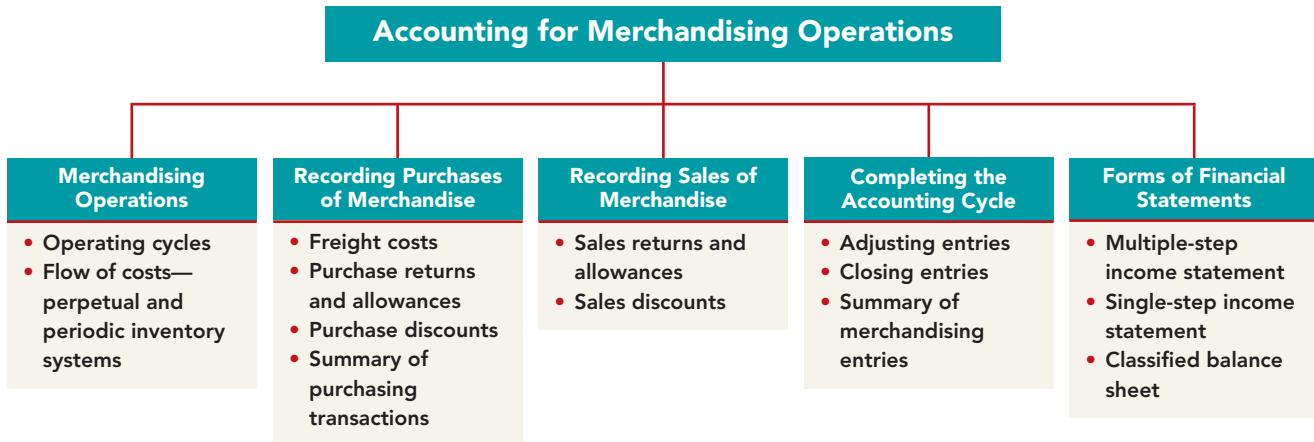 Accounting for Merchandising Operations
Merchandising
Operations
• Operating cycles
• Flow of costs—
perpetual and
periodic inventory
systems
Recording Purchases
of Merchandise
• Freight costs
• Purchase returns
and allowances
• Purchase discounts
• Summary of
purchasing
transactions
Recording Sales of
Merchandise
• Sales returns and
allowances
• Sales discounts
Completing the
Accounting Cycle
• Adjusting entries
• Closing entries
• Summary of
merchandising
entries
Forms of Financial
Statements
• Multiple-step
income statement
• Single-step income
statement
• Classified balance
sheet